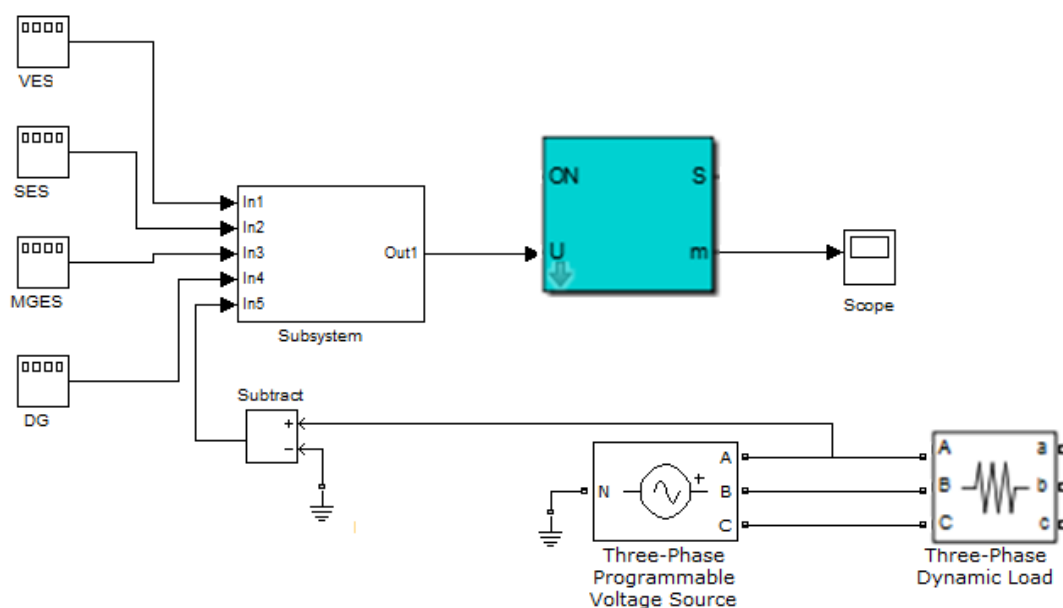 VES
SES
MGES
DG
In1
In2
In3
In4
In5
Out1
Subsystem
ON
S
U
m
Scope
Subtract
+
−
N
+
A
B
C
Three-Phase
Programmable
Voltage Source
A
B
C
a
b
c
Three-Phase
Dynamic Load